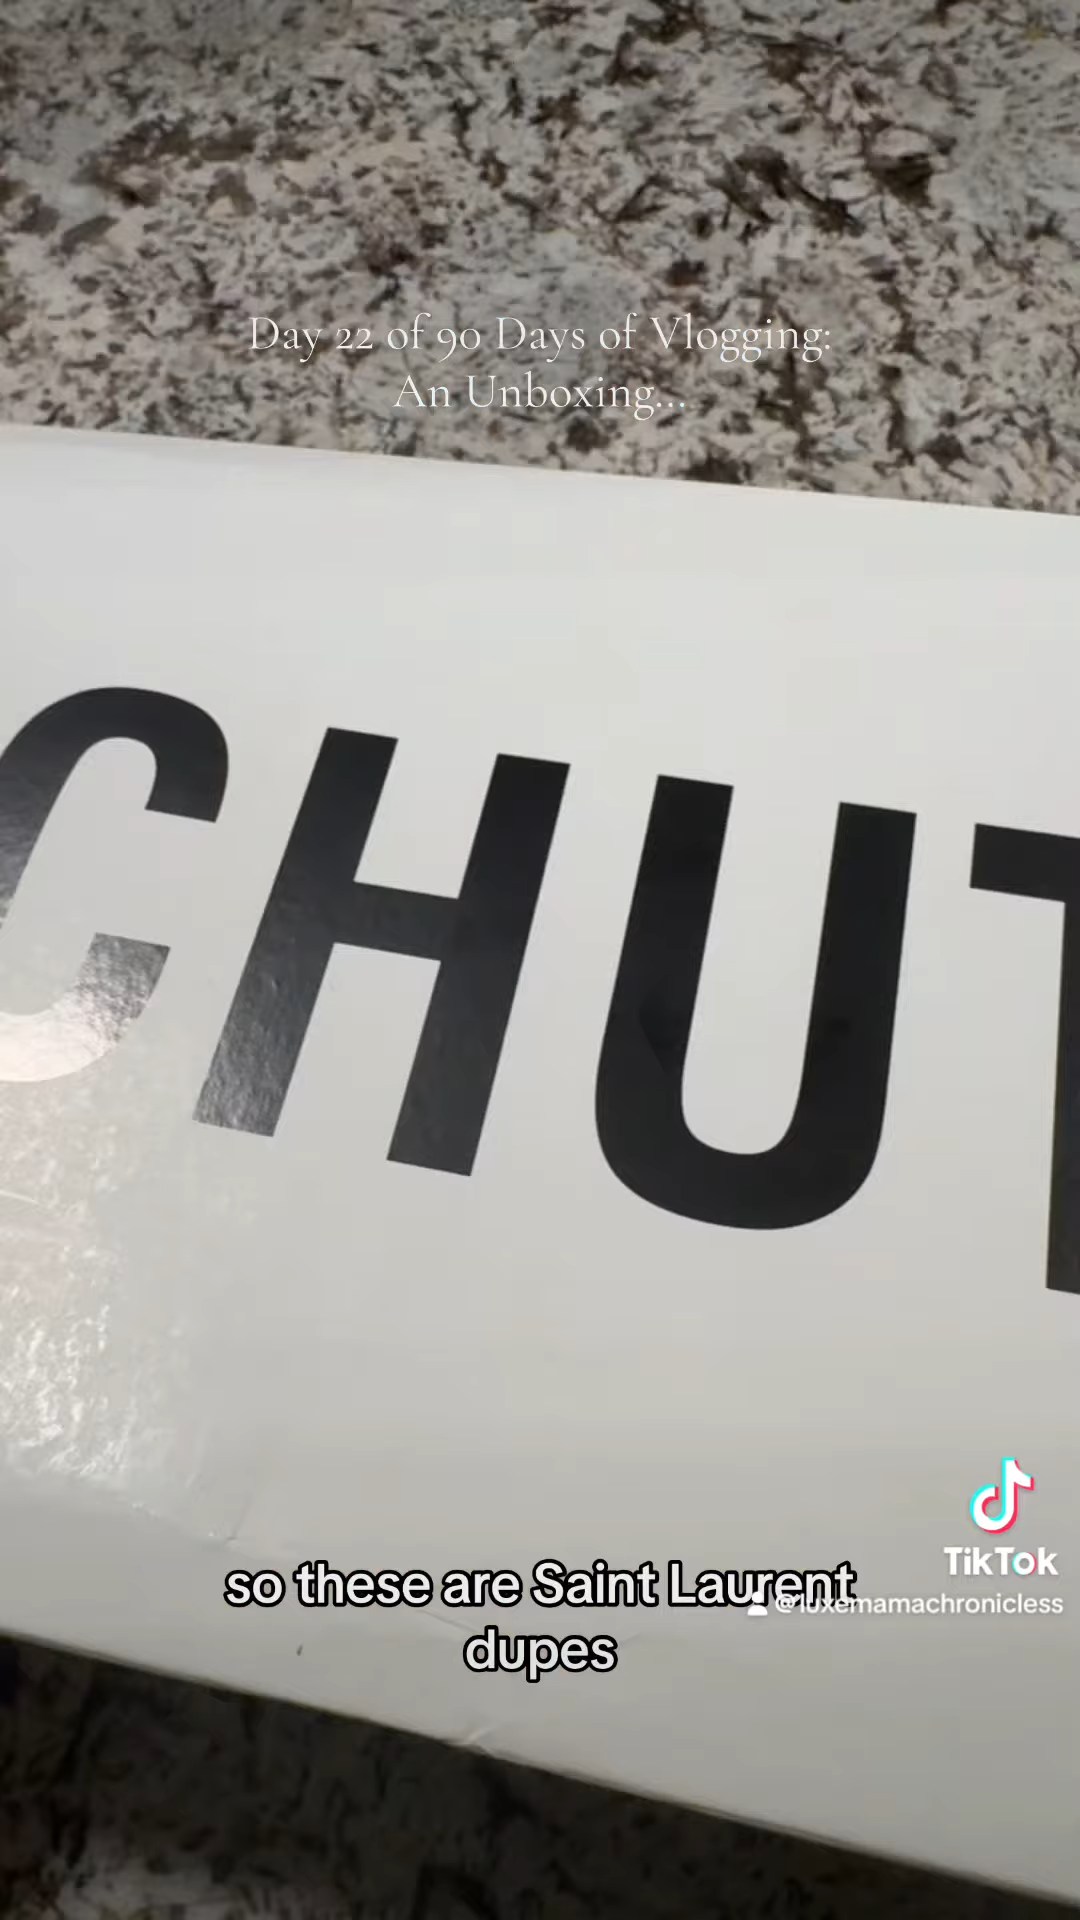 Day 22 of 90 Days of Vlogging:
An Unboxing...
CHUT
so these are Saint Laurent
dupes
TikTok
@luxemamachronicless